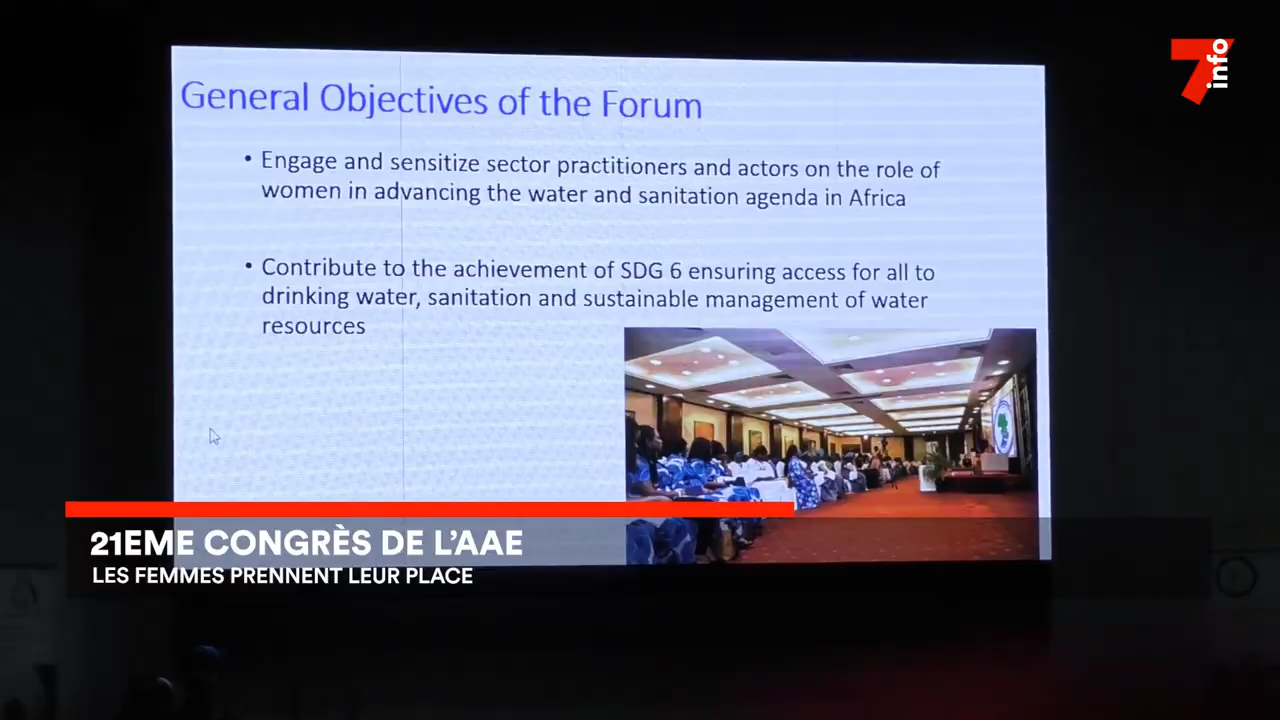 7info
General Objectives of the Forum
• Engage and sensitize sector practitioners and actors on the role of
women in advancing the water and sanitation agenda in Africa
• Contribute to the achievement of SDG 6 ensuring access for all to
drinking water, sanitation and sustainable management of water
resources
21EME CONGRÈS DE L'AAE
LES FEMMES PRENNENT LEUR PLACE